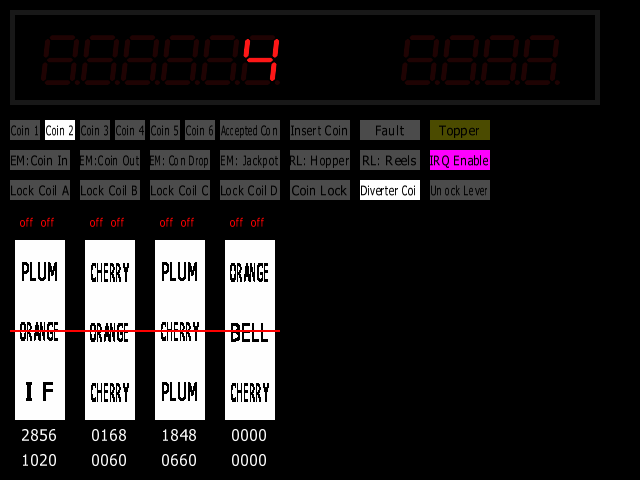 4
Coin 1 Coin 2 Coin 3 Coin 4 Coin 5 Coin 6 Accepted Coin Insert Coin Fault Topper
EM:Coin In EM:Coin Out EM: Coin Drop EM: Jackpot RL: Hopper RL: Reels IRQ Enable
Lock Coil A Lock Coil B Lock Coil C Lock Coil D Coin Lock Diverter Coi Unlock Lever
off off off off off off off off
PLUM CHERRY PLUM ORANGE
ORANGE ORANGE CHERRY BELL
I F CHERRY PLUM CHERRY
2856 0168 1848 0000
1020 0060 0660 0000